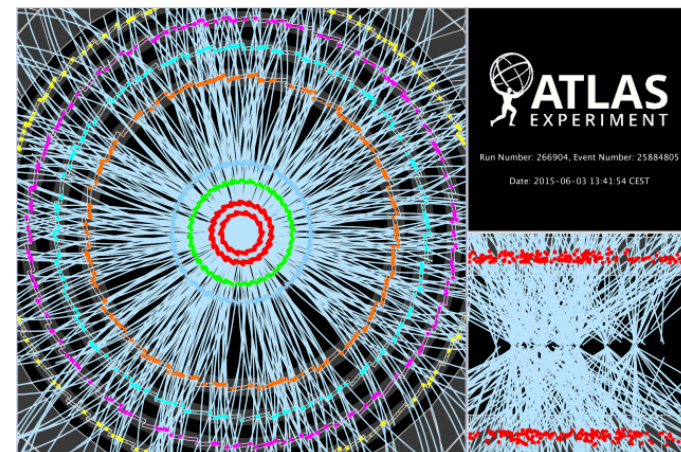 ATLAS
EXPERIMENT
Run Number: 266904, Event Number: 25884805
Date: 2015-06-03 13:41:54 CEST